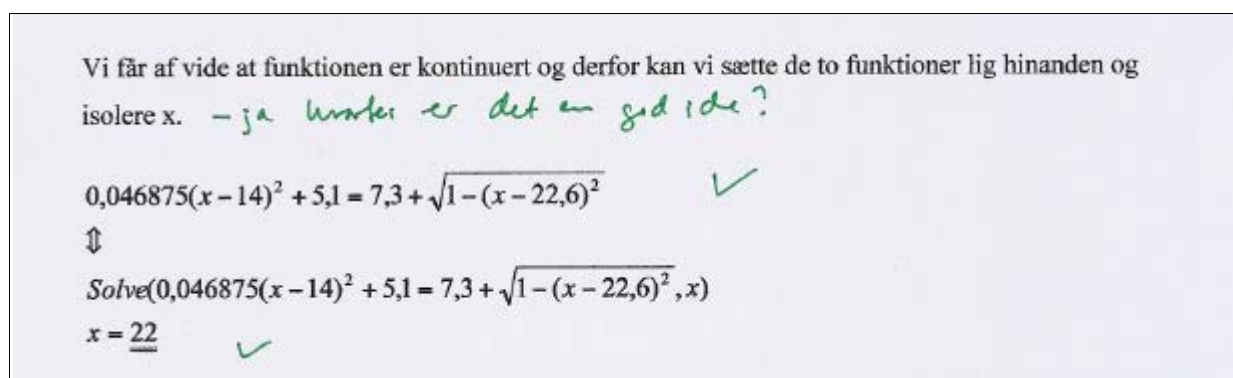 Vi får af vide at funktionen er kontinuert og derfor kan vi sætte de to funktioner lig hinanden og
isolere x. – ja hvorfor er det en god ide?
0,046875(x – 14)² + 5,1 = 7,3 + √(1 – (x – 22,6)²) ✓
⇕
Solve(0,046875(x – 14)² + 5,1 = 7,3 + √(1 – (x – 22,6)²), x)
x = 22 ✓